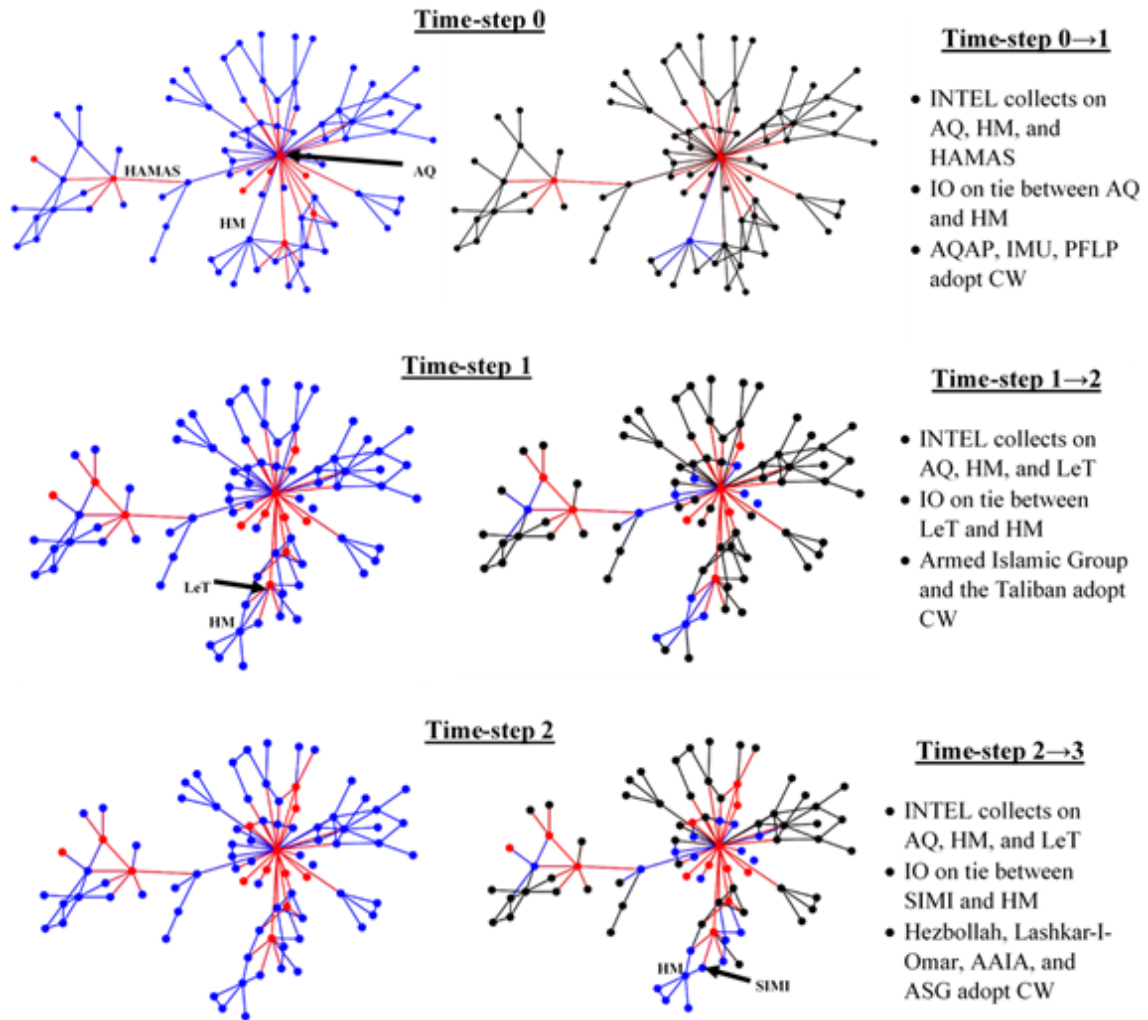 Time-step 0
HAMAS
AQ
HM
Time-step 0→1
• INTEL collects on
AQ, HM, and
HAMAS
• IO on tie between AQ
and HM
• AQAP, IMU, PFLP
adopt CW
Time-step 1
LeT
HM
Time-step 1→2
• INTEL collects on
AQ, HM, and LeT
• IO on tie between
LeT and HM
• Armed Islamic Group
and the Taliban adopt
CW
Time-step 2
HM
SIMI
Time-step 2→3
• INTEL collects on
AQ, HM, and LeT
• IO on tie between
SIMI and HM
• Hezbollah, Lashkar-I-
Omar, AAIA, and
ASG adopt CW